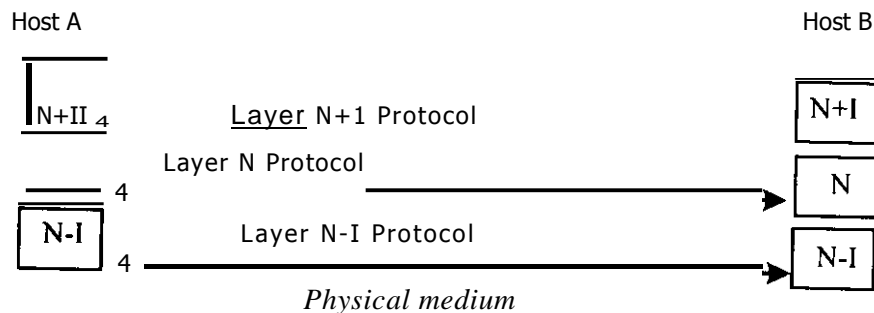 Host A Host B
N+II 4 Layer N+1 Protocol N+I
Layer N Protocol
4 N
N-I Layer N-I Protocol N-I
4
Physical medium